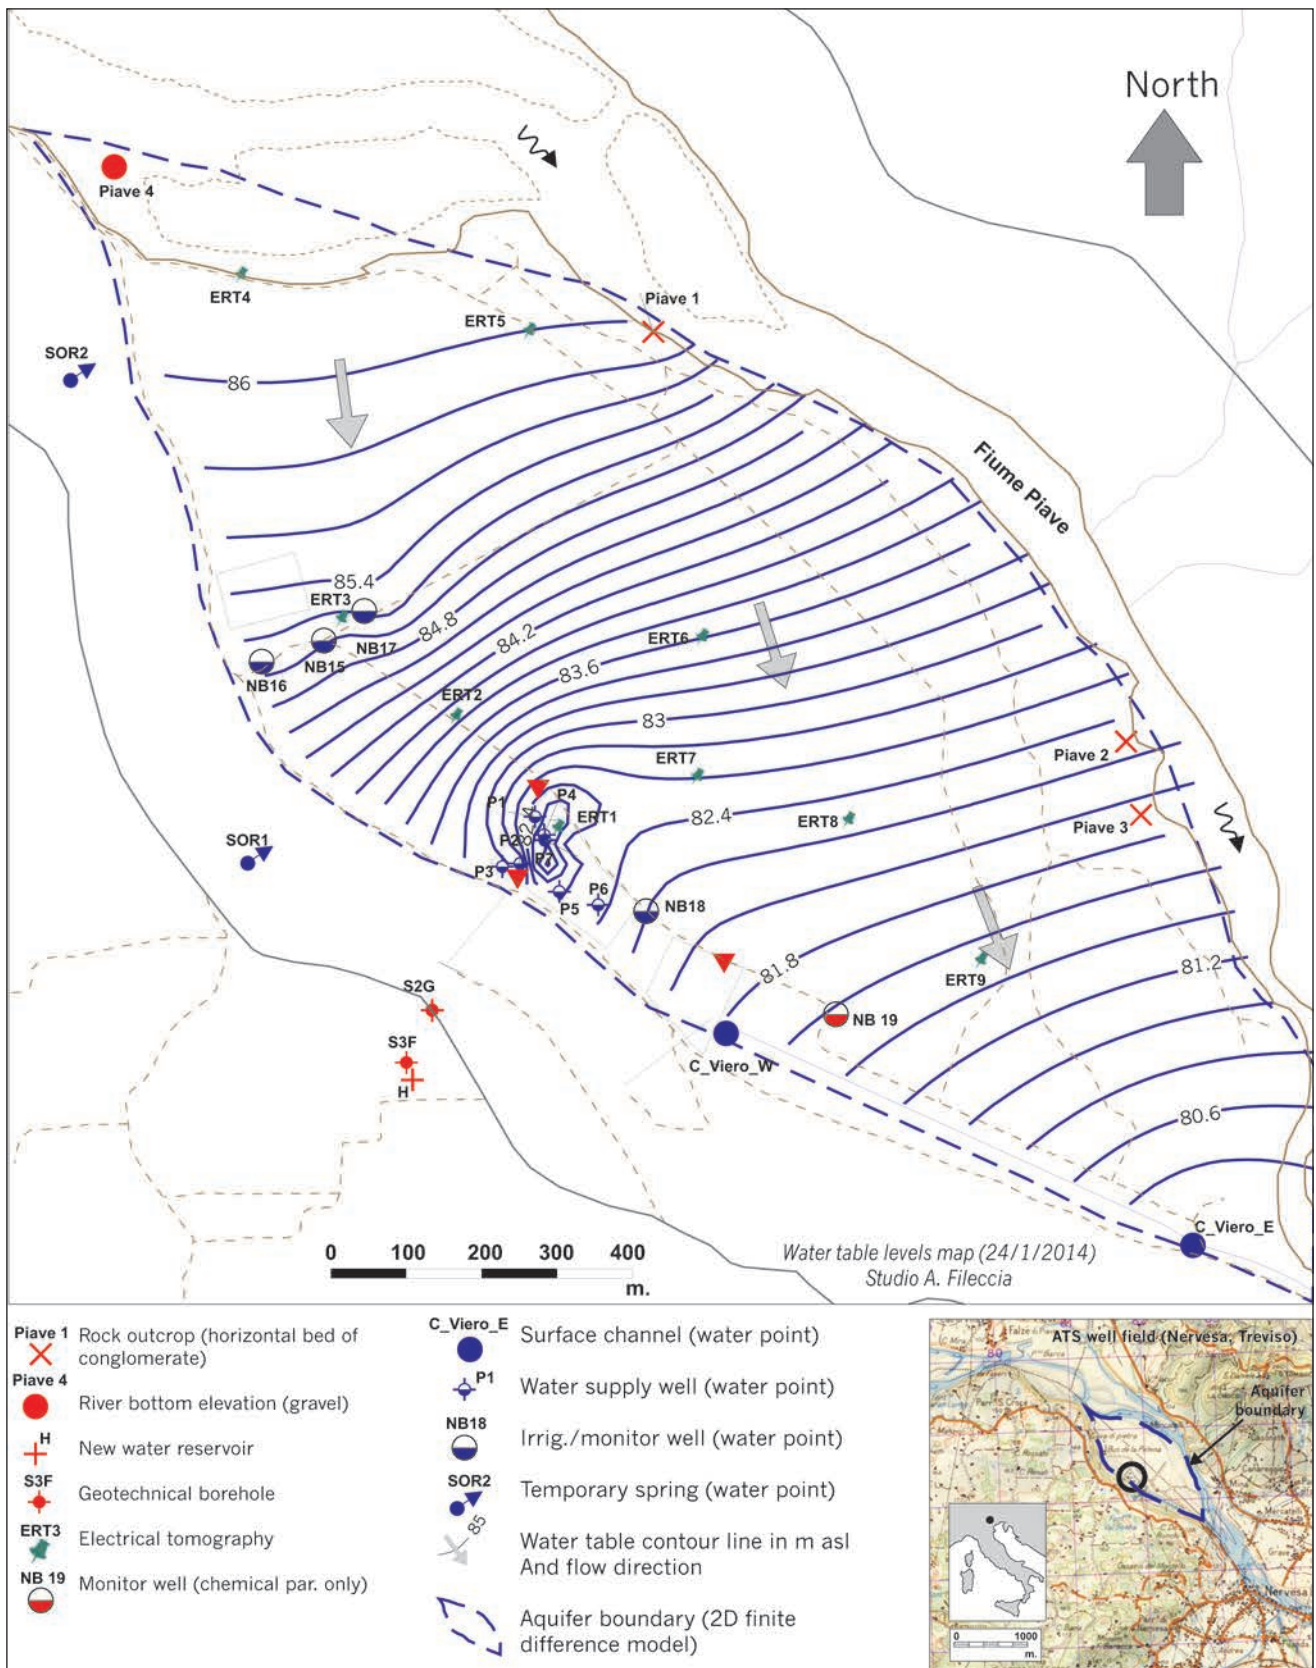 North
Piave 4
ERT4
Piave 1
ERT5
SOR2
86
Fiume Piave
85.4
ERT3
84.8
NB17
84.2
ERT6
NB15
NB16
83.6
ERT2
83
Piave 2
ERT7
P1
P4
82.4
ERT1
82.4
ERT8
Piave 3
SOR1
P2
P7
P3
P6
P5
NB18
81.8
81.2
ERT9
S2G
NB 19
S3F
C_Viero_W
H
80.6
C_Viero_E
0 100 200 300 400
m.
Water table levels map (24/1/2014)
Studio A. Fileccia
Piave 1
Rock outcrop (horizontal bed of
conglomerate)
Piave 4
River bottom elevation (gravel)
H
New water reservoir
S3F
Geotechnical borehole
ERT3
Electrical tomography
NB 19
Monitor well (chemical par. only)
C_Viero_E
Surface channel (water point)
P1
Water supply well (water point)
NB18
Irrig./monitor well (water point)
SOR2
Temporary spring (water point)
85
Water table contour line in m asl
And flow direction
Aquifer boundary (2D finite
difference model)
ATS well field (Nervesa, Treviso)
Aquifer
boundary
80
Nervesa
0 1000
m.